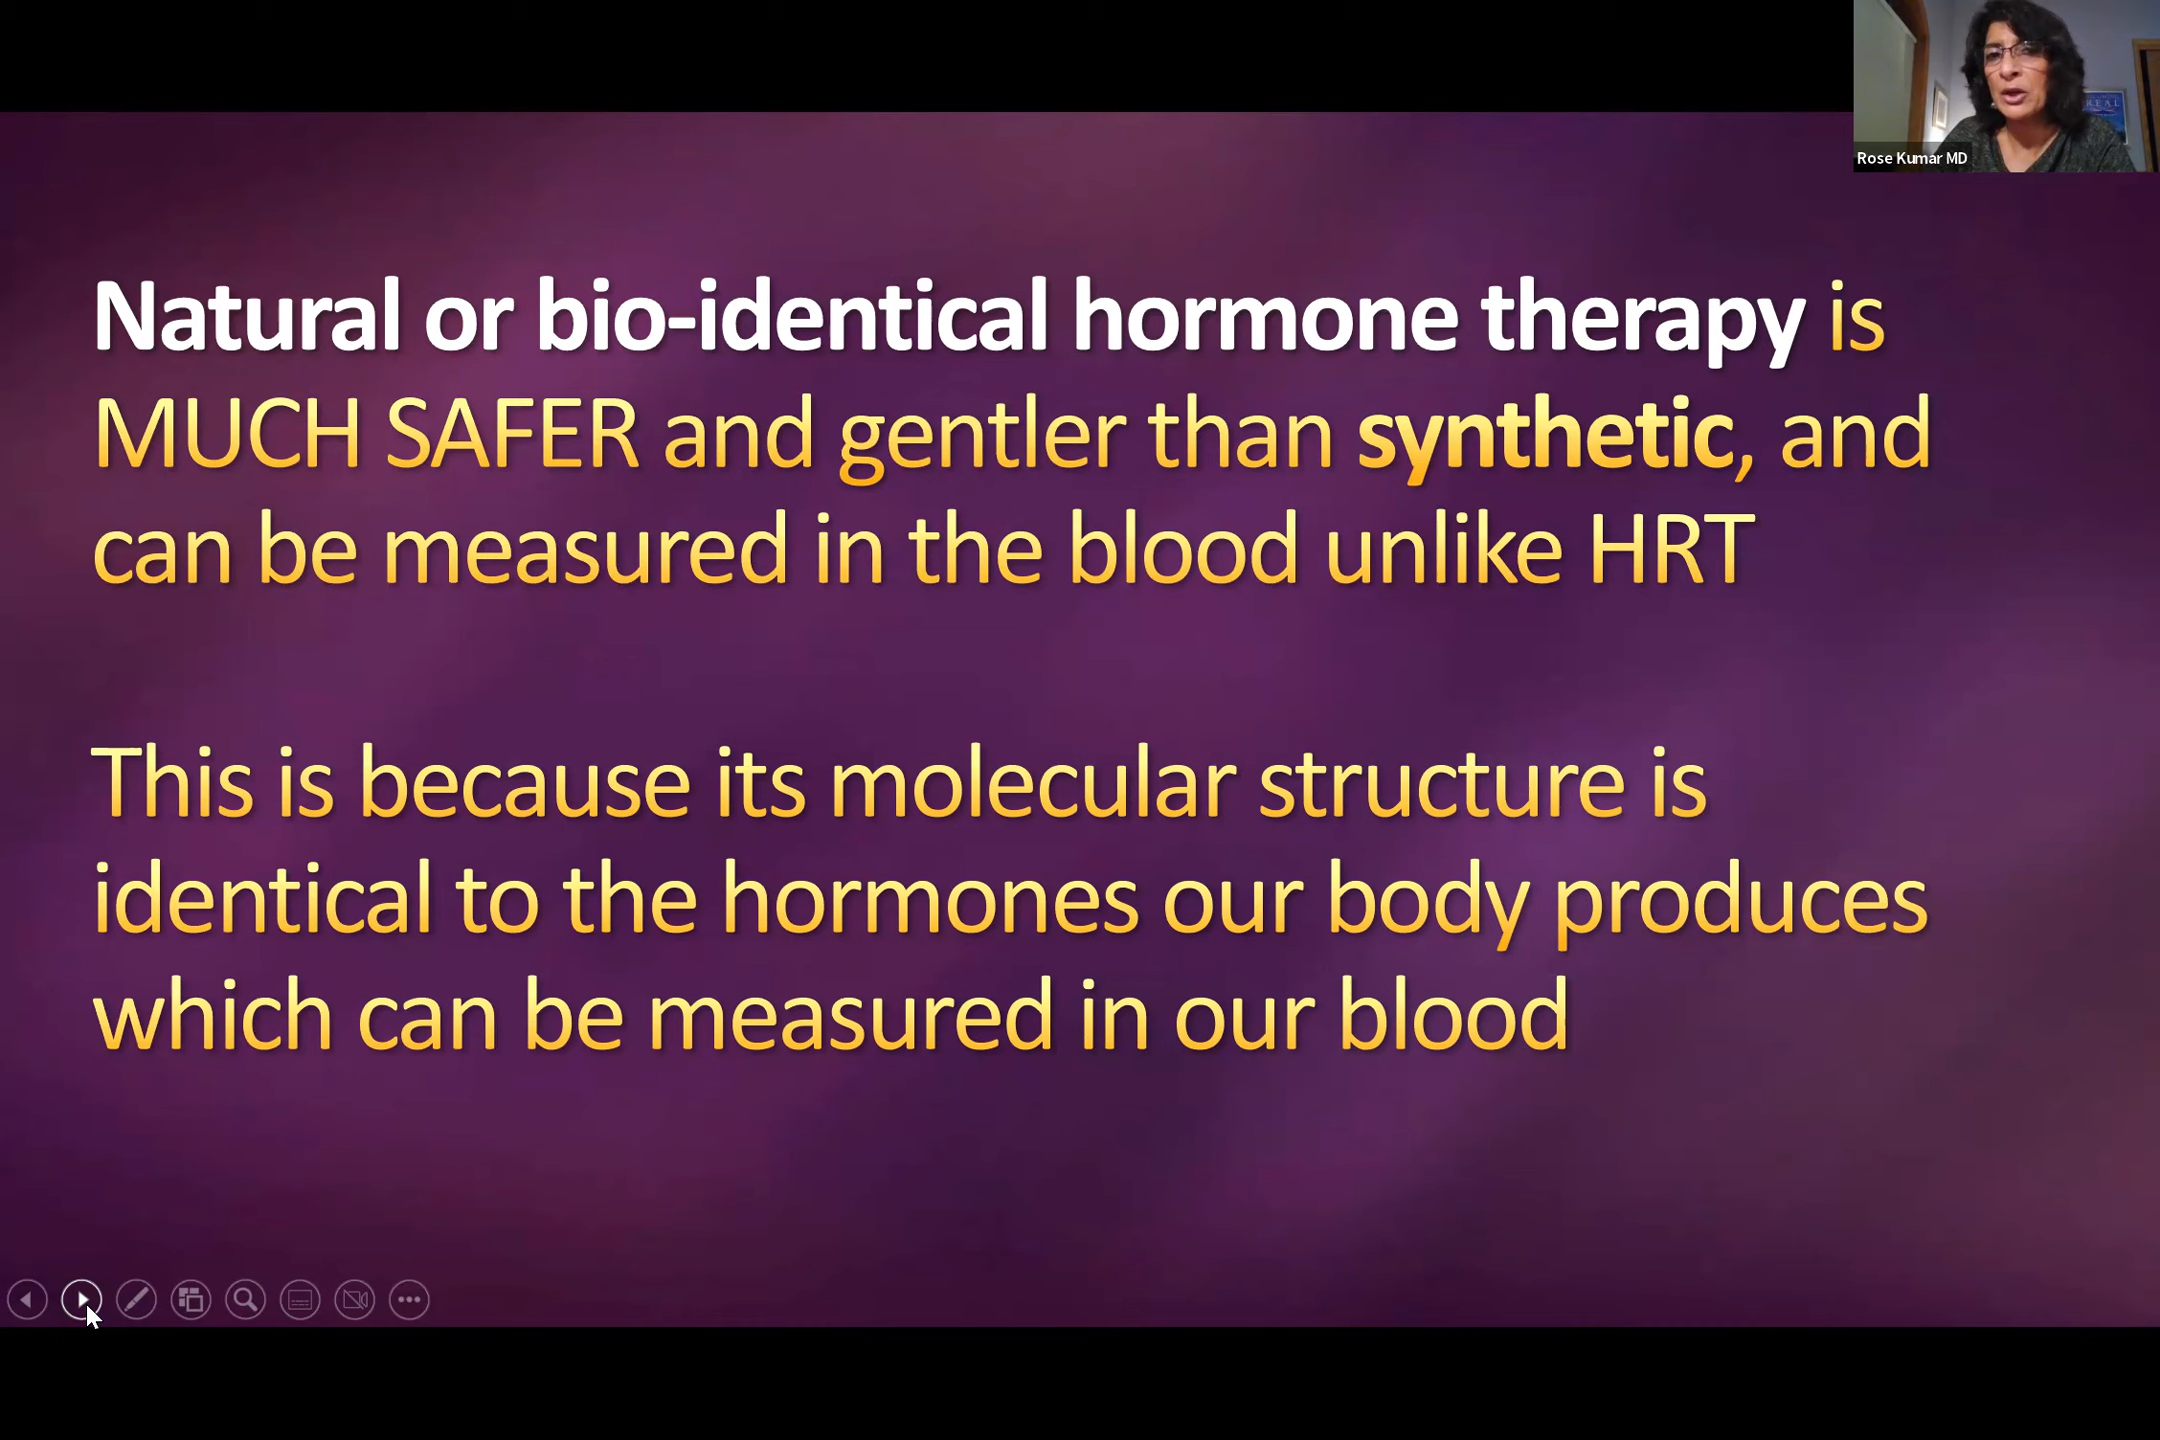 REAL
Rose Kumar MD
Natural or bio-identical hormone therapy is
MUCH SAFER and gentler than synthetic, and
can be measured in the blood unlike HRT
This is because its molecular structure is
identical to the hormones our body produces
which can be measured in our blood